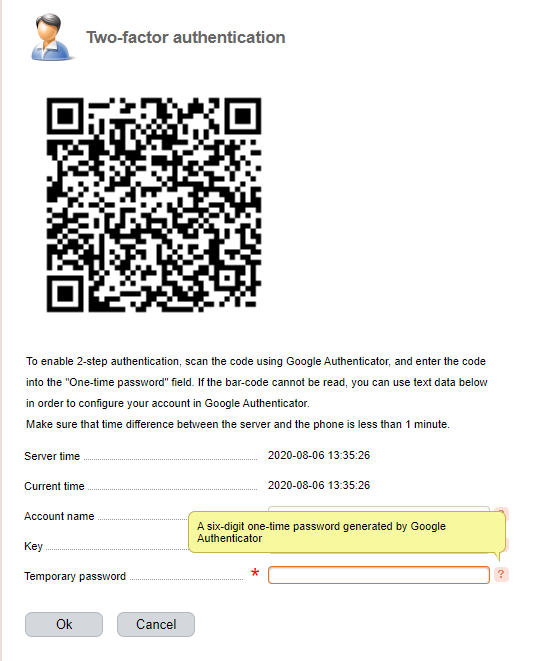 Two-factor authentication
To enable 2-step authentication, scan the code using Google Authenticator, and enter the code
into the "One-time password" field. If the bar-code cannot be read, you can use text data below
in order to configure your account in Google Authenticator.
Make sure that time difference between the server and the phone is less than 1 minute.
Server time 2020-08-06 13:35:26
Current time 2020-08-06 13:35:26
Account name
A six-digit one-time password generated by Google
Authenticator
Key
Temporary password * ?
Ok Cancel